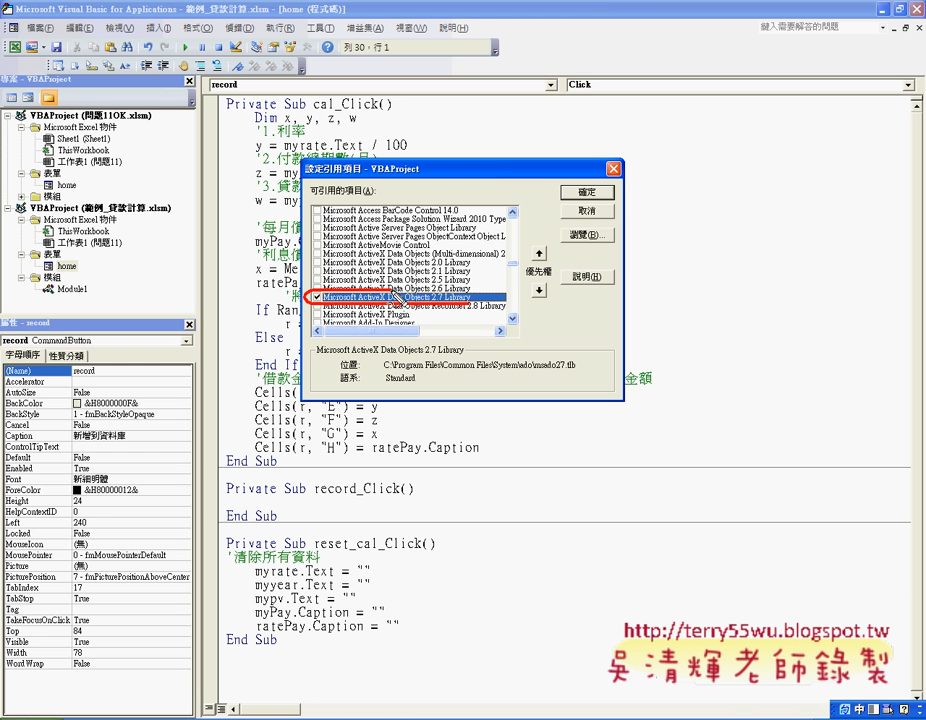 Microsoft Visual Basic for Applications - 範例_貸款計算.xlsm - [home (程式碼)]
檔案(F) 編輯(E) 檢視(V) 插入(I) 格式(O) 偵錯(D) 執行(R) 工具(T) 增益集(A) 視窗(W) 說明(H)
鍵入需要解答的問題
列 30，行 1
專案 - VBAProject
VBAProject (問題11OK.xlsm)
Microsoft Excel 物件
Sheet1 (Sheet1)
ThisWorkbook
工作表1 (問題11)
表單
home
模組
VBAProject (範例_貸款計算.xlsm)
Microsoft Excel 物件
ThisWorkbook
工作表1 (問題11)
表單
home
模組
Module1
屬性 - record
record CommandButton
字母順序 性質分類
(Name) record
Accelerator
AutoSize False
BackColor &H8000000F&
BackStyle 1 - fmBackStyleOpaque
Cancel False
Caption 新增到資料庫
ControlTipText
Default False
Enabled True
Font 新細明體
ForeColor &H80000012&
Height 24
HelpContextID 0
Left 240
Locked False
MouseIcon (無)
MousePointer 0 - fmMousePointerDefault
Picture (無)
PicturePosition 7 - fmPicturePositionAboveCenter
TabIndex 17
TabStop True
Tag
TakeFocusOnClick True
Top 84
Visible True
Width 78
WordWrap False
record Click
Private Sub cal_Click()
Dim x, y, z, w
'1.利率
y = myrate.Text / 100
z = m
'3.貸款
w = my
'每月償
myPay.C
'利息償
x = Me
rateP
If Ran
r =
Else
r =
End If
'借款金
金額
Cells(
Cells(r, "E") = y
Cells(r, "F") = z
Cells(r, "G") = x
Cells(r, "H") = ratePay.Caption
End Sub
Private Sub record_Click()
End Sub
Private Sub reset_cal_Click()
'清除所有資料
myrate.Text = ""
myyear.Text = ""
mypv.Text = ""
myPay.Caption = ""
ratePay.Caption = ""
End Sub
設定引用項目 - VBAProject
可引用的項目(A):
Microsoft Access BarCode Control 14.0
Microsoft Access Package Solution Wizard 2010 Type
Microsoft Active Server Pages Object Library
Microsoft Active Server Pages ObjectContext Object L
Microsoft ActiveMovie Control
Microsoft ActiveX Data Objects (Multi-dimensional) 2
Microsoft ActiveX Data Objects 2.0 Library
Microsoft ActiveX Data Objects 2.1 Library
Microsoft ActiveX Data Objects 2.5 Library
Microsoft ActiveX Data Objects 2.6 Library
Microsoft ActiveX Data Objects 2.7 Library
Microsoft ActiveX Data Objects Recordset 2.8 Library
Microsoft ActiveX Plugin
Microsoft Add-In Designer
確定
取消
瀏覽(B)...
優先權
說明(H)
Microsoft ActiveX Data Objects 2.7 Library
位置: C:\Program Files\Common Files\System\ado\msado27.tlb
語系: Standard
http://terry55wu.blogspot.tw
吳清輝老師錄製
中